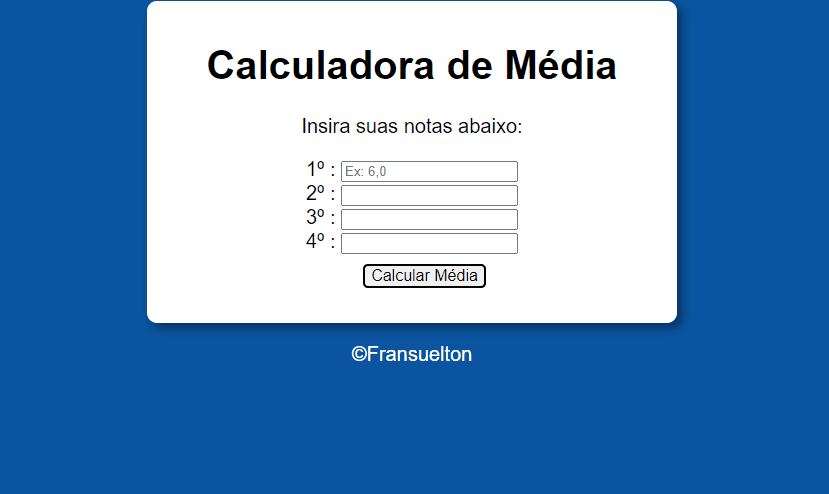 Calculadora de Média
Insira suas notas abaixo:
1º : Ex: 6,0
2º :
3º :
4º :
Calcular Média
©Fransuelton